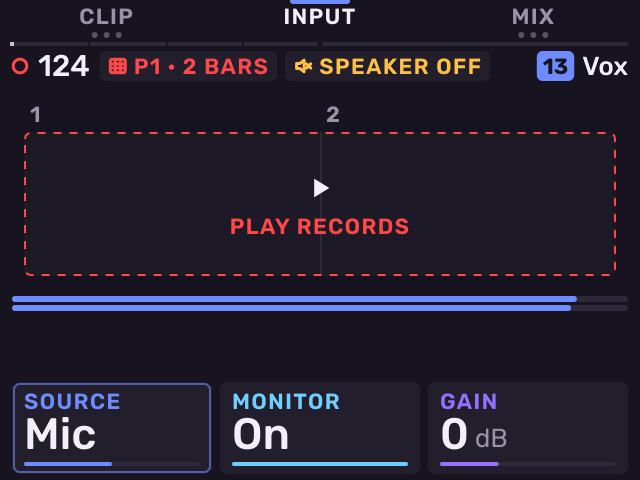 CLIP INPUT MIX
124 P1 • 2 BARS SPEAKER OFF 13 Vox
1 2
PLAY RECORDS
SOURCE MONITOR GAIN
Mic On 0 dB